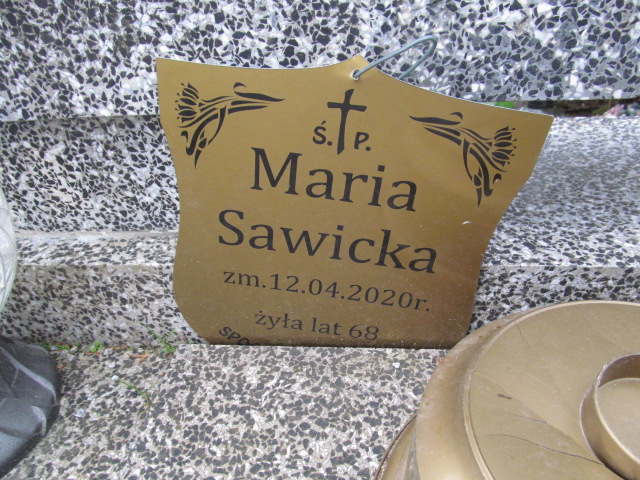 Ś. P.
Maria
Sawicka
zm.12.04.2020r.
żyła lat 68